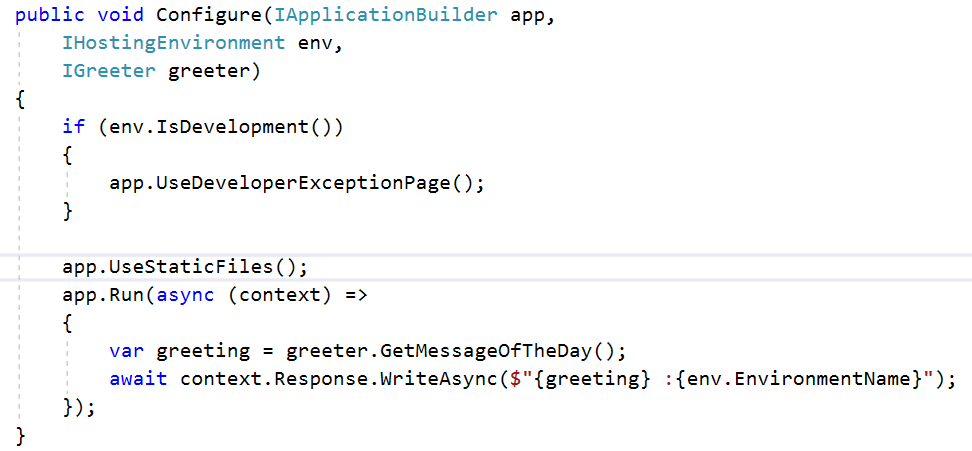 public void Configure(IApplicationBuilder app,
    IHostingEnvironment env,
    IGreeter greeter)
{
    if (env.IsDevelopment())
    {
        app.UseDeveloperExceptionPage();
    }

    app.UseStaticFiles();
    app.Run(async (context) =>
    {
        var greeting = greeter.GetMessageOfTheDay();
        await context.Response.WriteAsync($"{greeting} :{env.EnvironmentName}");
    });
}